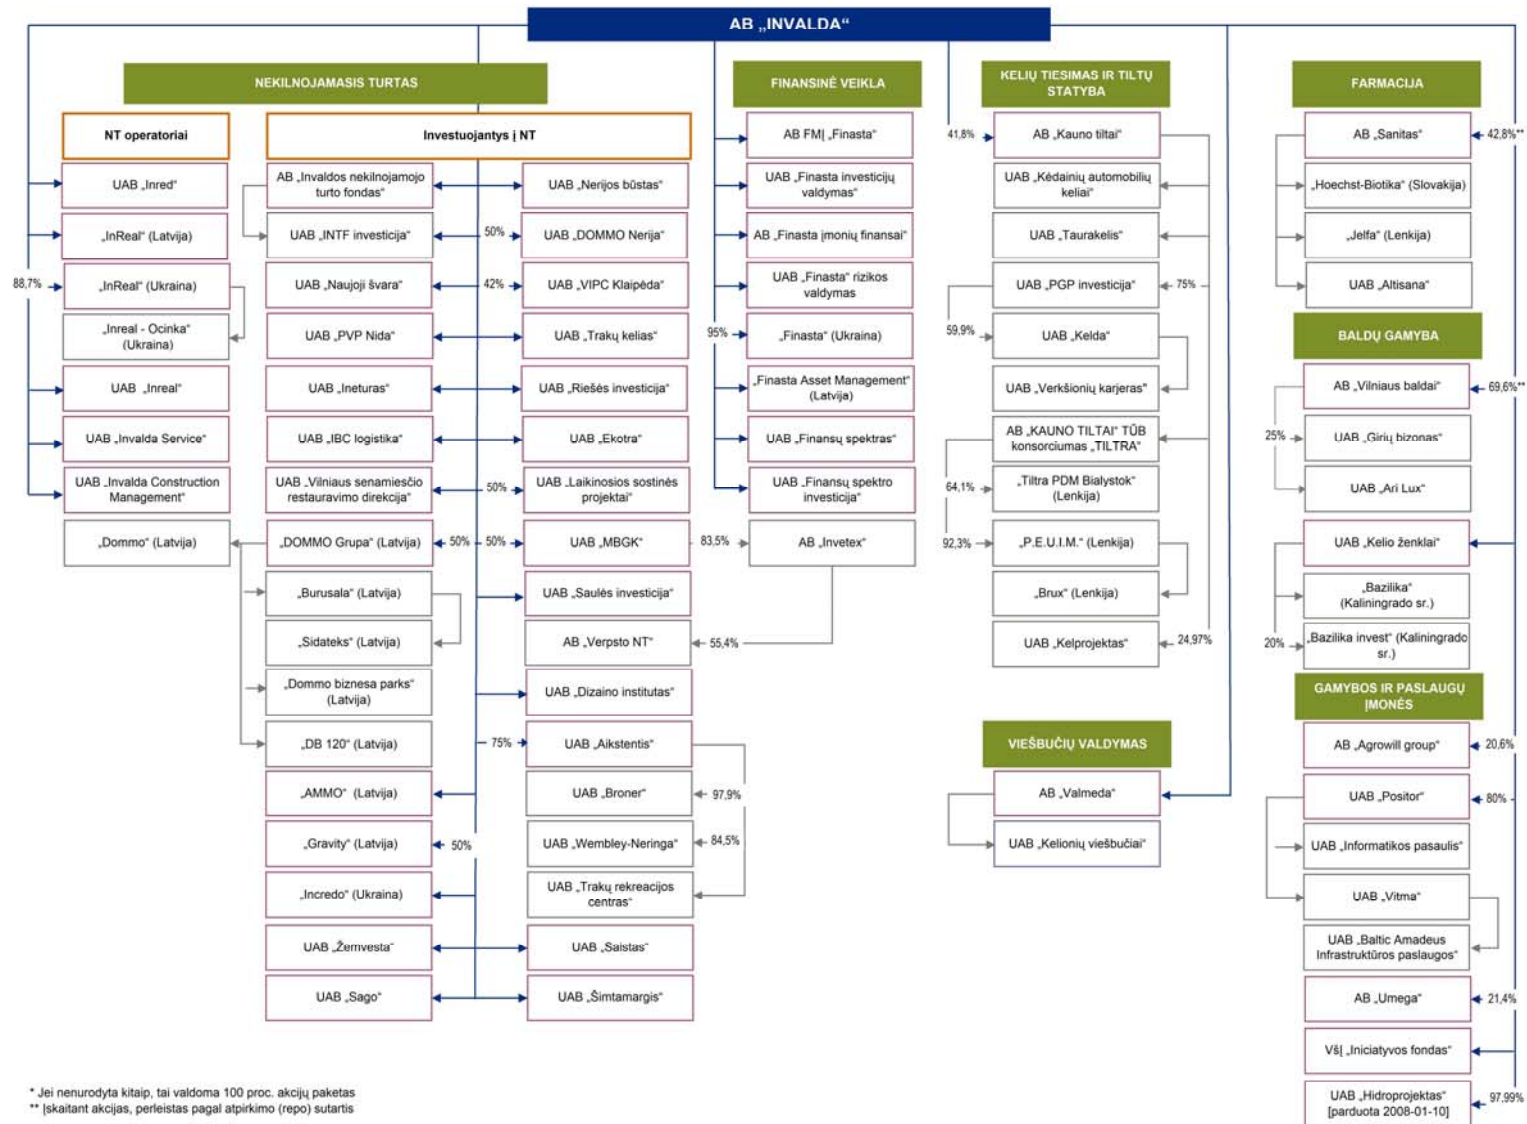 AB „INVALDA“
NEKILNOJAMASIS TURTAS
NT operatoriai
UAB „Inred“
„InReal“ (Latvija)
88,7%
„InReal“ (Ukraina)
„Inreal - Ocinka“
(Ukraina)
UAB „Inreal“
UAB „Invalda Service“
UAB „Invalda Construction
Management“
„Dommo“ (Latvija)
Investuojantys į NT
AB „Invaldos nekilnojamojo
turto fondas“
UAB „INTF investicija“
UAB „Naujoji švara“
UAB „PVP Nida“
UAB „Ineturas“
UAB „IBC logistika“
UAB „Vilniaus senamiesčio
restauravimo direkcija“
„DOMMO Grupa“ (Latvija)
50%
„Burusala“ (Latvija)
„Sidateks“ (Latvija)
„Dommo biznesa parks“
(Latvija)
„DB 120“ (Latvija)
„AMMO“ (Latvija)
„Gravity“ (Latvija)
50%
„Incredo“ (Ukraina)
UAB „Žemvesta“
UAB „Sago“
UAB „Nerijos būstas“
50%
UAB „DOMMO Nerija“
42%
UAB „VIPC Klaipėda“
UAB „Trakų kelias“
UAB „Riešės investicija“
UAB „Ekotra“
50%
UAB „Laikinosios sostinės
projektai“
50%
UAB „MBGK“
83,5%
UAB „Saulės investicija“
AB „Verpsto NT“
55,4%
UAB „Dizaino institutas“
75%
UAB „Aikstentis“
UAB „Broner“
97,9%
UAB „Wembley-Neringa“
84,5%
UAB „Trakų rekreacijos
centras“
UAB „Saistas“
UAB „Šimtamargis“
FINANSINĖ VEIKLA
AB FMĮ „Finasta“
UAB „Finasta investicijų
valdymas“
AB „Finasta įmonių finansai“
UAB „Finasta“ rizikos
valdymas
95%
„Finasta“ (Ukraina)
„Finasta Asset Management“
(Latvija)
UAB „Finansų spektras“
UAB „Finansų spektro
investicija“
AB „Invetex“
KELIŲ TIESIMAS IR TILTŲ
STATYBA
41,8%
AB „Kauno tiltai“
UAB „Kėdainių automobilių
keliai“
UAB „Taurakelis“
UAB „PGP investicija“
75%
59,9%
UAB „Kelda“
UAB „Verkšionių karjeras“
AB „KAUNO TILTAI“ TŪB
konsorciumas „TILTRA“
64,1%
„Tiltra PDM Bialystok“
(Lenkija)
92,3%
„P.E.U.I.M.“ (Lenkija)
„Brux“ (Lenkija)
UAB „Kelprojektas“
24,97%
VIEŠBUČIŲ VALDYMAS
AB „Valmeda“
UAB „Kelionių viešbučiai“
FARMACIJA
AB „Sanitas“
42,8%**
„Hoechst-Biotika“ (Slovakija)
„Jelfa“ (Lenkija)
UAB „Altisana“
BALDŲ GAMYBA
AB „Vilniaus baldai“
69,6%**
25%
UAB „Girių bizonas“
UAB „Ari Lux“
UAB „Kelio ženklai“
„Bazilika“
(Kaliningrado sr.)
20%
„Bazilika invest“ (Kaliningrado
sr.)
GAMYBOS IR PASLAUGŲ
ĮMONĖS
AB „Agrowill group“
20,6%
UAB „Positor“
80%
UAB „Informatikos pasaulis“
UAB „Vitma“
UAB „Baltic Amadeus
Infrastruktūros paslaugos“
AB „Umega“
21,4%
VšĮ „Iniciatyvos fondas“
UAB „Hidroprojektas“
[parduota 2008-01-10]
97,99%
* Jei nenurodyta kitaip, tai valdoma 100 proc. akcijų paketas
** Įskaitant akcijas, perleistas pagal atpirkimo (repo) sutartis